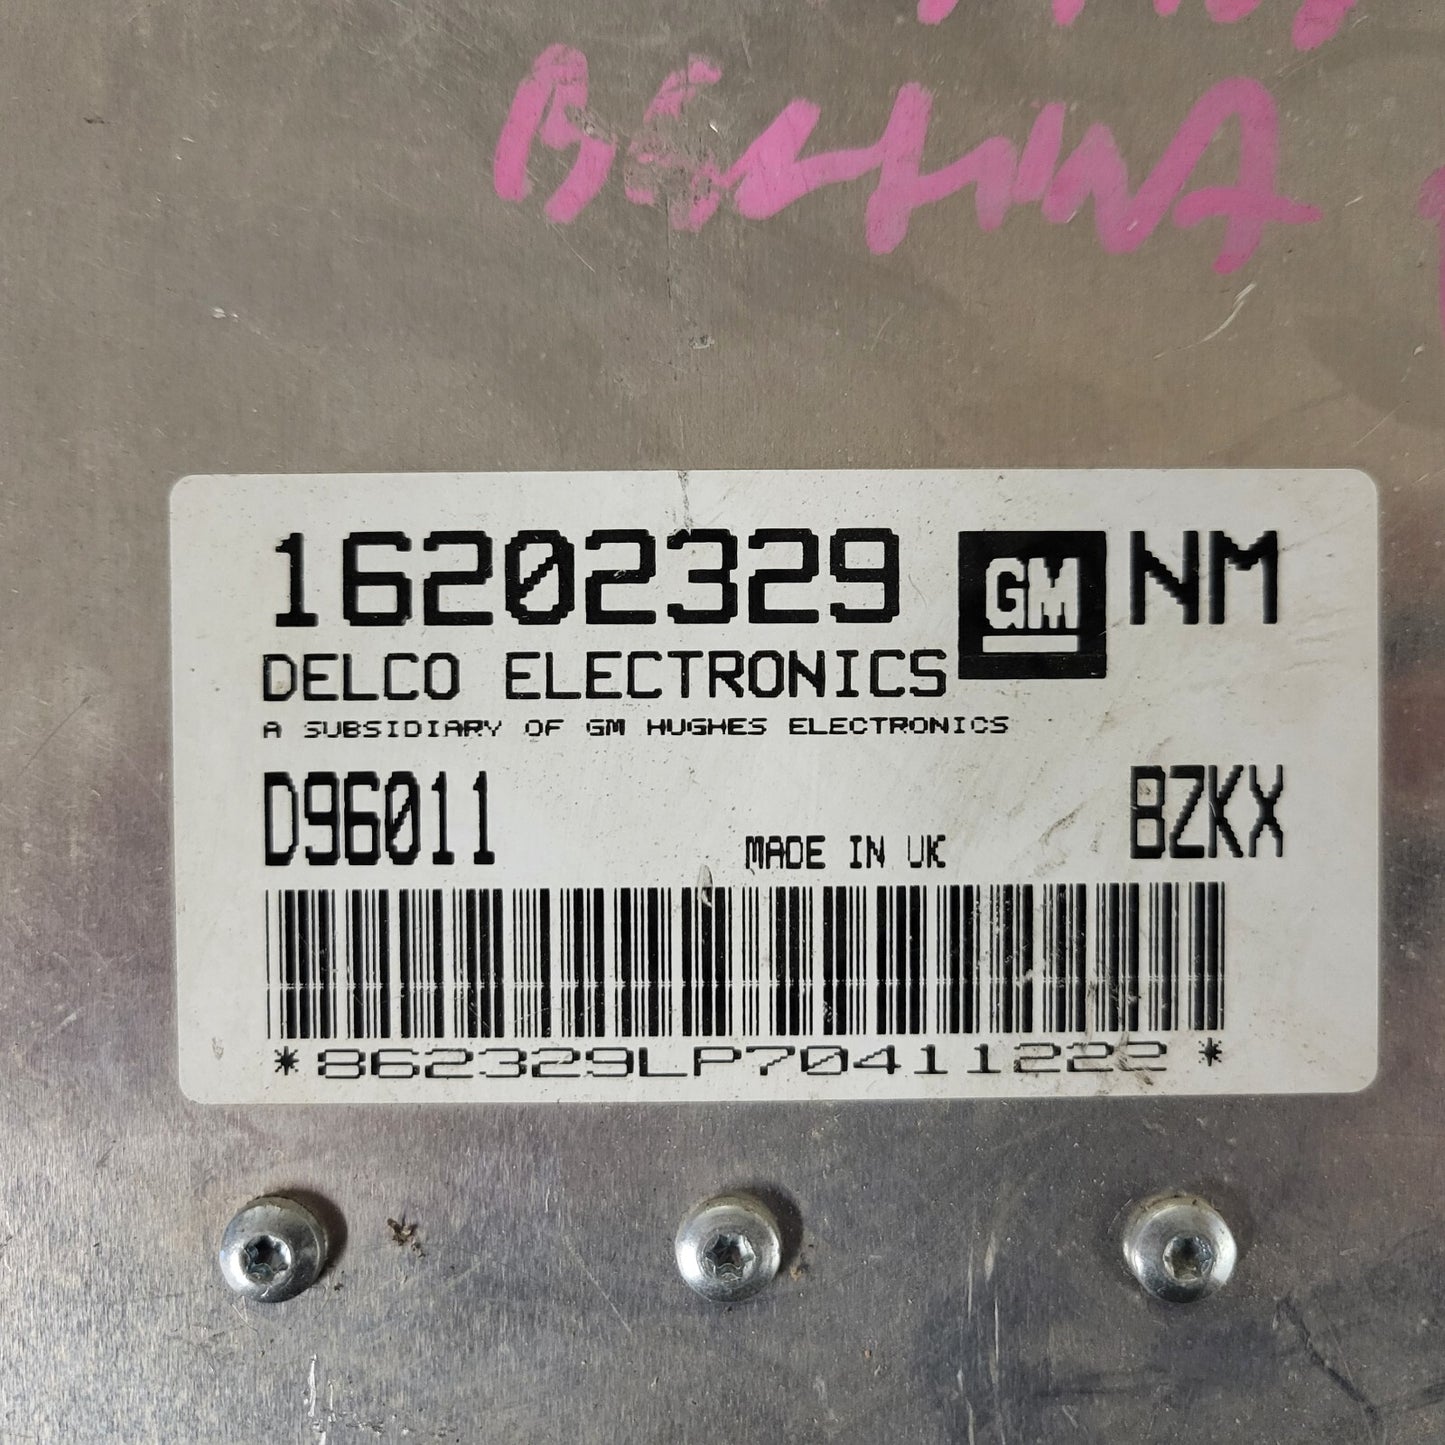 16202329 GM NM
DELCO ELECTRONICS
A SUBSIDIARY OF GM HUGHES ELECTRONICS
D96011 MADE IN UK BZKX
*862329LP70411222*